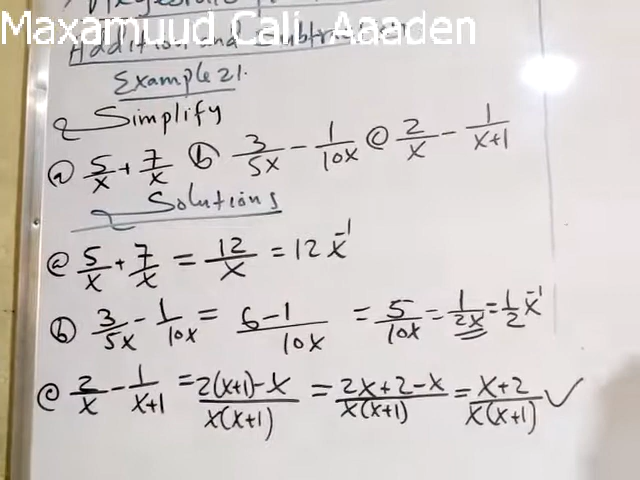 Maxamuud Cali Aaaden
Addition and Subtraction
Example 21.
Simplify
(a) 5/x + 7/x (b) 3/5x - 1/10x (c) 2/x - 1/x+1
Solutions
(a) 5/x + 7/x = 12/x = 12x⁻¹
(b) 3/5x - 1/10x = 6-1/10x = 5/10x = 1/2x = 1/2 x⁻¹
(c) 2/x - 1/x+1 = 2(x+1)-x/x(x+1) = 2x+2-x/x(x+1) = x+2/x(x+1) ✓